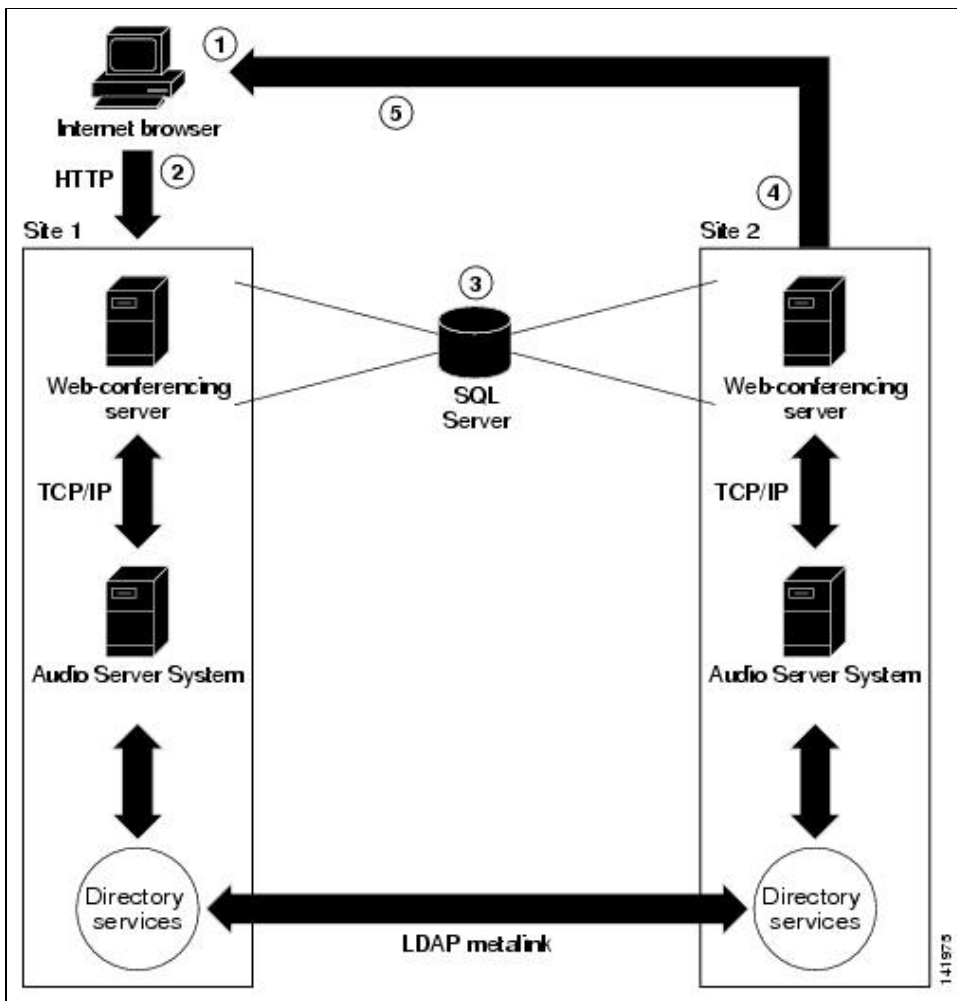 1
5
Internet browser
HTTP
2
4
Site 1
Site 2
3
Web-conferencing
server
SQL
Server
Web-conferencing
server
TCP/IP
TCP/IP
Audio Server System
Audio Server System
Directory
services
Directory
services
LDAP metalink
141975